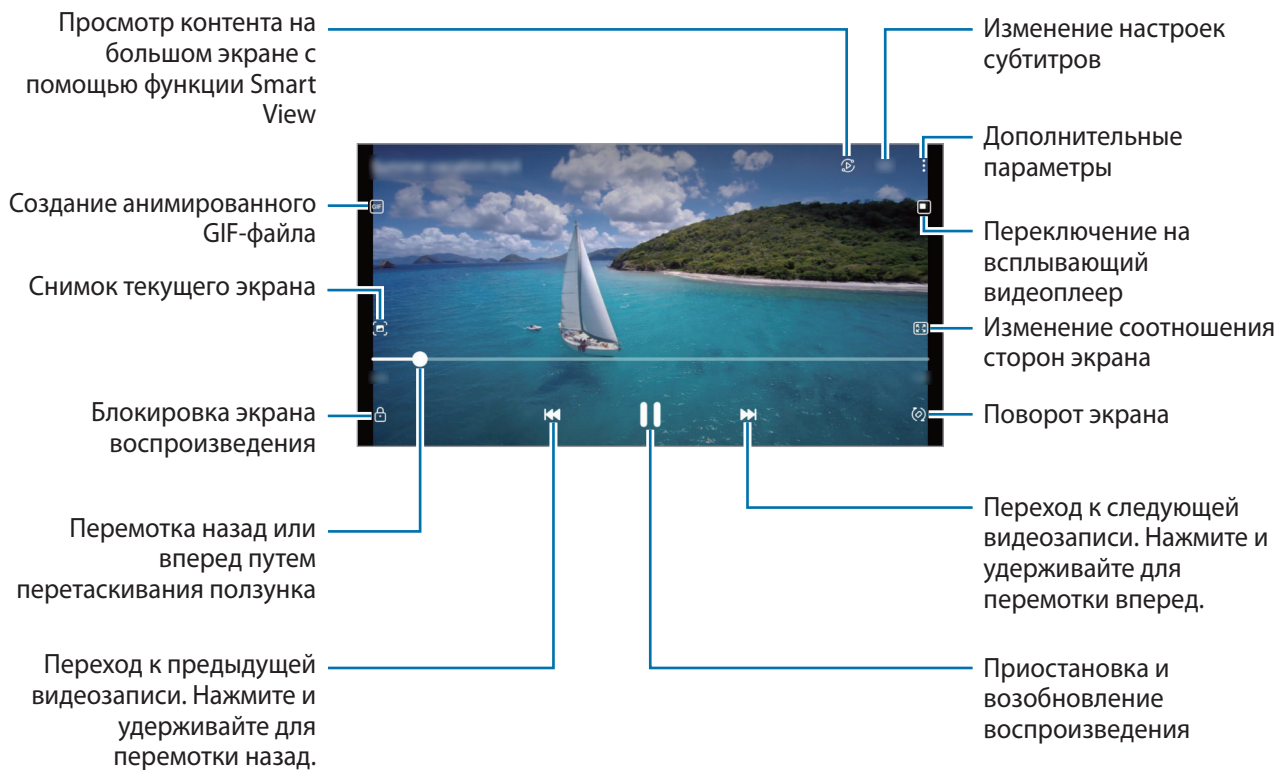 Просмотр контента на
большом экране с
помощью функции Smart
View
Создание анимированного
GIF-файла
Снимок текущего экрана
Блокировка экрана
воспроизведения
Перемотка назад или
вперед путем
перетаскивания ползунка
Переход к предыдущей
видеозаписи. Нажмите и
удерживайте для
перемотки назад.
GIF
Изменение настроек
субтитров
Дополнительные
параметры
Переключение на
всплывающий
видеоплеер
Изменение соотношения
сторон экрана
Поворот экрана
Переход к следующей
видеозаписи. Нажмите и
удерживайте для
перемотки вперед.
Приостановка и
возобновление
воспроизведения